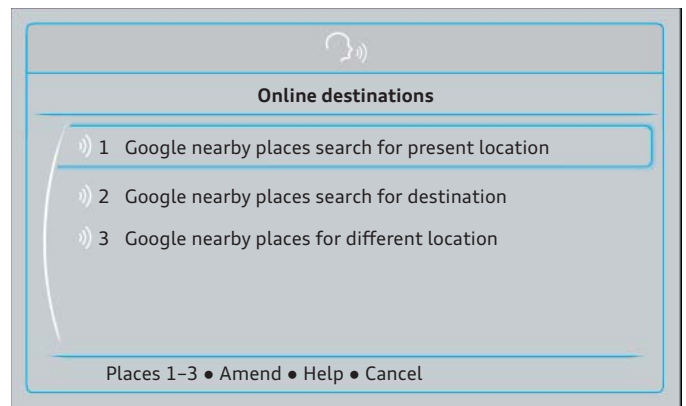 Online destinations
1 Google nearby places search for present location
2 Google nearby places search for destination
3 Google nearby places for different location
Places 1–3 ● Amend ● Help ● Cancel